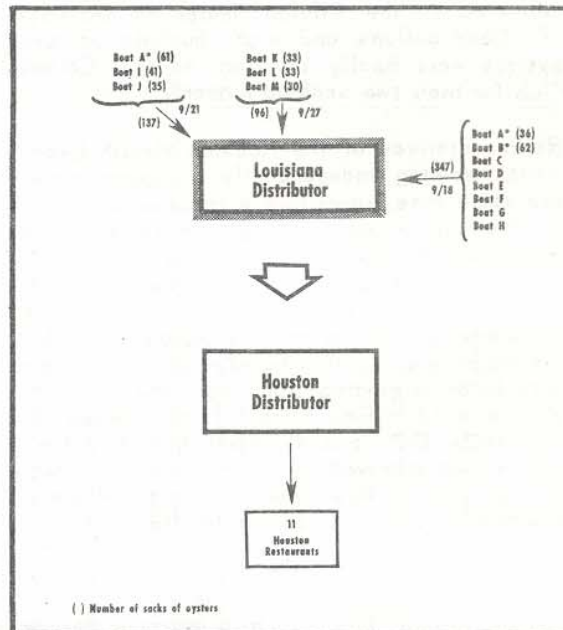 Boat A* (61)
Boat I (41)
Boat J (35)
(137)
9/21
Boat K (33)
Boat L (33)
Boat M (30)
(96)
9/27
Louisiana
Distributor
(347)
9/18
Boat A* (36)
Boat B* (62)
Boat C
Boat D
Boat E
Boat F
Boat G
Boat H
Houston
Distributor
11
Houston
Restaurants
( ) Number of sacks of oysters